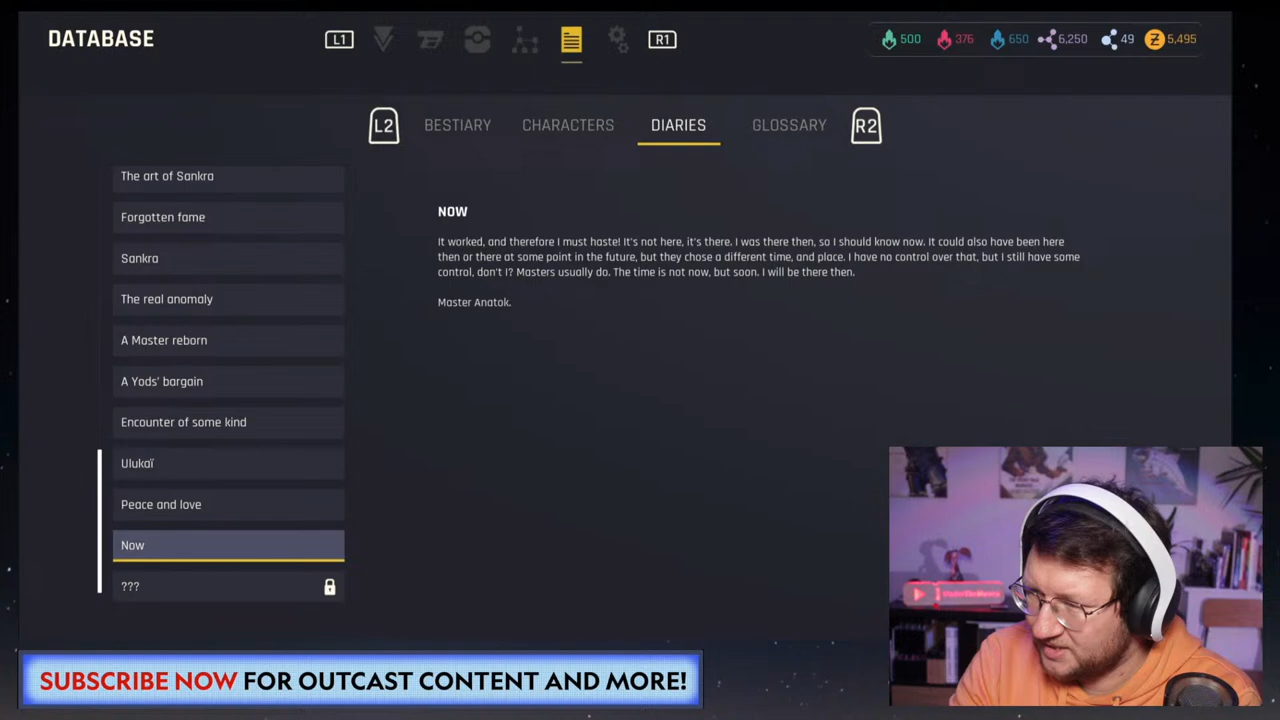 DATABASE
L1
R1
500
376
650
6,250
49
5,495
L2
BESTIARY
CHARACTERS
DIARIES
GLOSSARY
R2
The art of Sankra
Forgotten fame
Sankra
The real anomaly
A Master reborn
A Yods' bargain
Encounter of some kind
Ulukaï
Peace and love
Now
???
NOW
It worked, and therefore I must haste! It's not here, it's there. I was there then, so I should know now. It could also have been here
then or there at some point in the future, but they chose a different time, and place. I have no control over that, but I still have some
control, don't I? Masters usually do. The time is not now, but soon. I will be there then.
Master Anatok.
SUBSCRIBE NOW FOR OUTCAST CONTENT AND MORE!